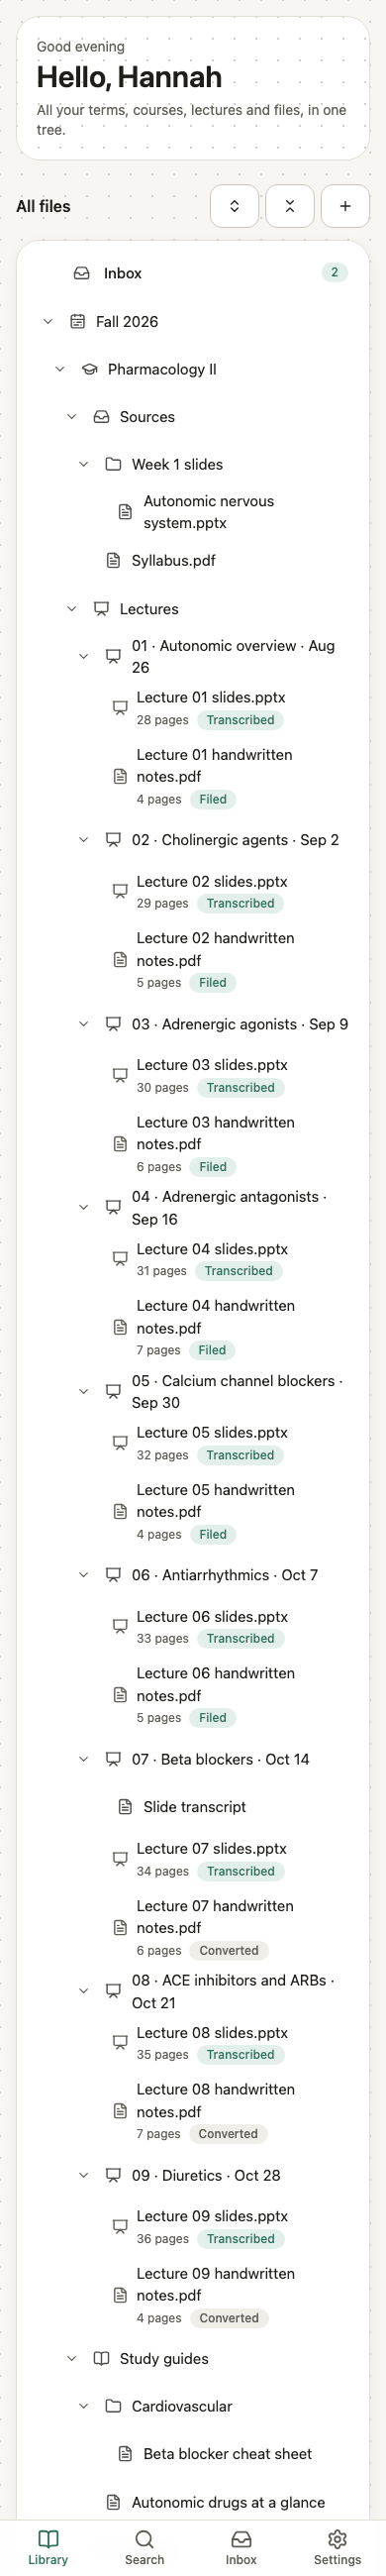 Good evening
Hello, Hannah
All your terms, courses, lectures and files, in one
tree.
All files
Inbox
2
Fall 2026
Pharmacology II
Sources
Week 1 slides
Autonomic nervous
system.pptx
Syllabus.pdf
Lectures
01 · Autonomic overview · Aug
26
Lecture 01 slides.pptx
28 pages Transcribed
Lecture 01 handwritten
notes.pdf
4 pages Filed
02 · Cholinergic agents · Sep 2
Lecture 02 slides.pptx
29 pages Transcribed
Lecture 02 handwritten
notes.pdf
5 pages Filed
03 · Adrenergic agonists · Sep 9
Lecture 03 slides.pptx
30 pages Transcribed
Lecture 03 handwritten
notes.pdf
6 pages Filed
04 · Adrenergic antagonists ·
Sep 16
Lecture 04 slides.pptx
31 pages Transcribed
Lecture 04 handwritten
notes.pdf
7 pages Filed
05 · Calcium channel blockers ·
Sep 30
Lecture 05 slides.pptx
32 pages Transcribed
Lecture 05 handwritten
notes.pdf
4 pages Filed
06 · Antiarrhythmics · Oct 7
Lecture 06 slides.pptx
33 pages Transcribed
Lecture 06 handwritten
notes.pdf
5 pages Filed
07 · Beta blockers · Oct 14
Slide transcript
Lecture 07 slides.pptx
34 pages Transcribed
Lecture 07 handwritten
notes.pdf
6 pages Converted
08 · ACE inhibitors and ARBs ·
Oct 21
Lecture 08 slides.pptx
35 pages Transcribed
Lecture 08 handwritten
notes.pdf
7 pages Converted
09 · Diuretics · Oct 28
Lecture 09 slides.pptx
36 pages Transcribed
Lecture 09 handwritten
notes.pdf
4 pages Converted
Study guides
Cardiovascular
Beta blocker cheat sheet
Autonomic drugs at a glance
Library Search Inbox Settings